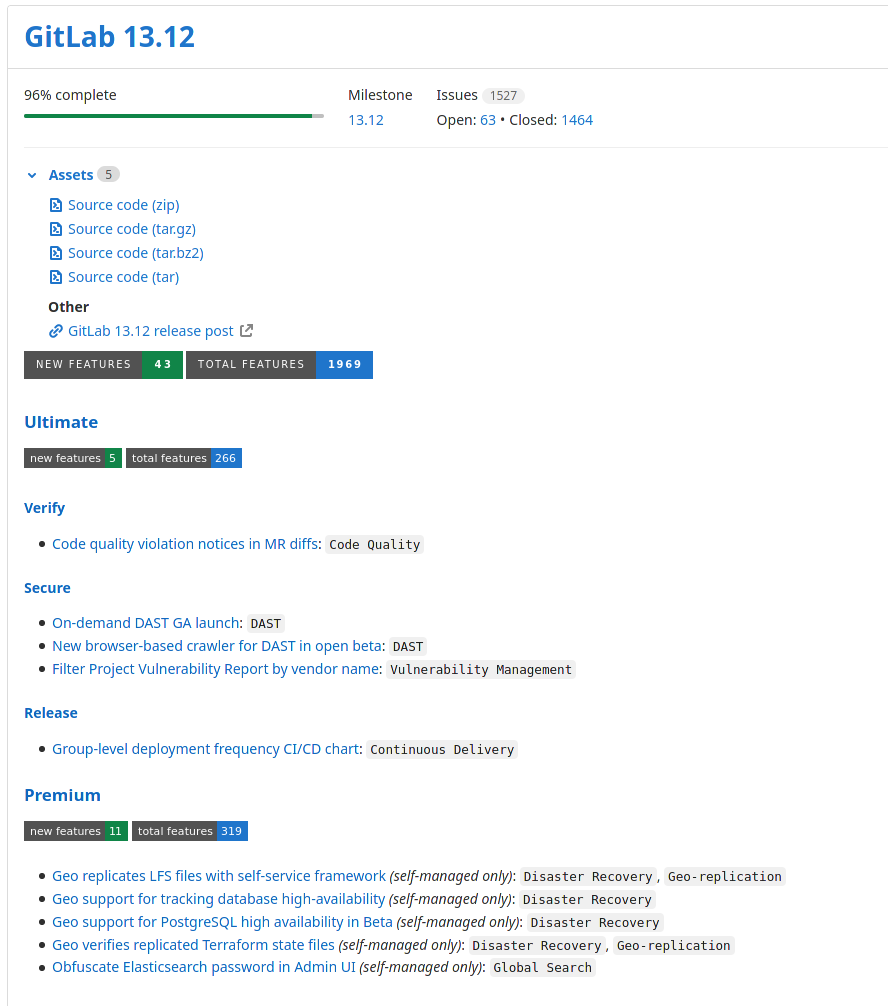 GitLab 13.12
96% complete
Milestone
13.12
Issues 1527
Open: 63 • Closed: 1464
Assets 5
Source code (zip)
Source code (tar.gz)
Source code (tar.bz2)
Source code (tar)
Other
GitLab 13.12 release post
NEW FEATURES 43 TOTAL FEATURES 1969
Ultimate
new features 5 total features 266
Verify
• Code quality violation notices in MR diffs: Code Quality
Secure
• On-demand DAST GA launch: DAST
• New browser-based crawler for DAST in open beta: DAST
• Filter Project Vulnerability Report by vendor name: Vulnerability Management
Release
• Group-level deployment frequency CI/CD chart: Continuous Delivery
Premium
new features 11 total features 319
• Geo replicates LFS files with self-service framework (self-managed only): Disaster Recovery, Geo-replication
• Geo support for tracking database high-availability (self-managed only): Disaster Recovery
• Geo support for PostgreSQL high availability in Beta (self-managed only): Disaster Recovery
• Geo verifies replicated Terraform state files (self-managed only): Disaster Recovery, Geo-replication
• Obfuscate Elasticsearch password in Admin UI (self-managed only): Global Search